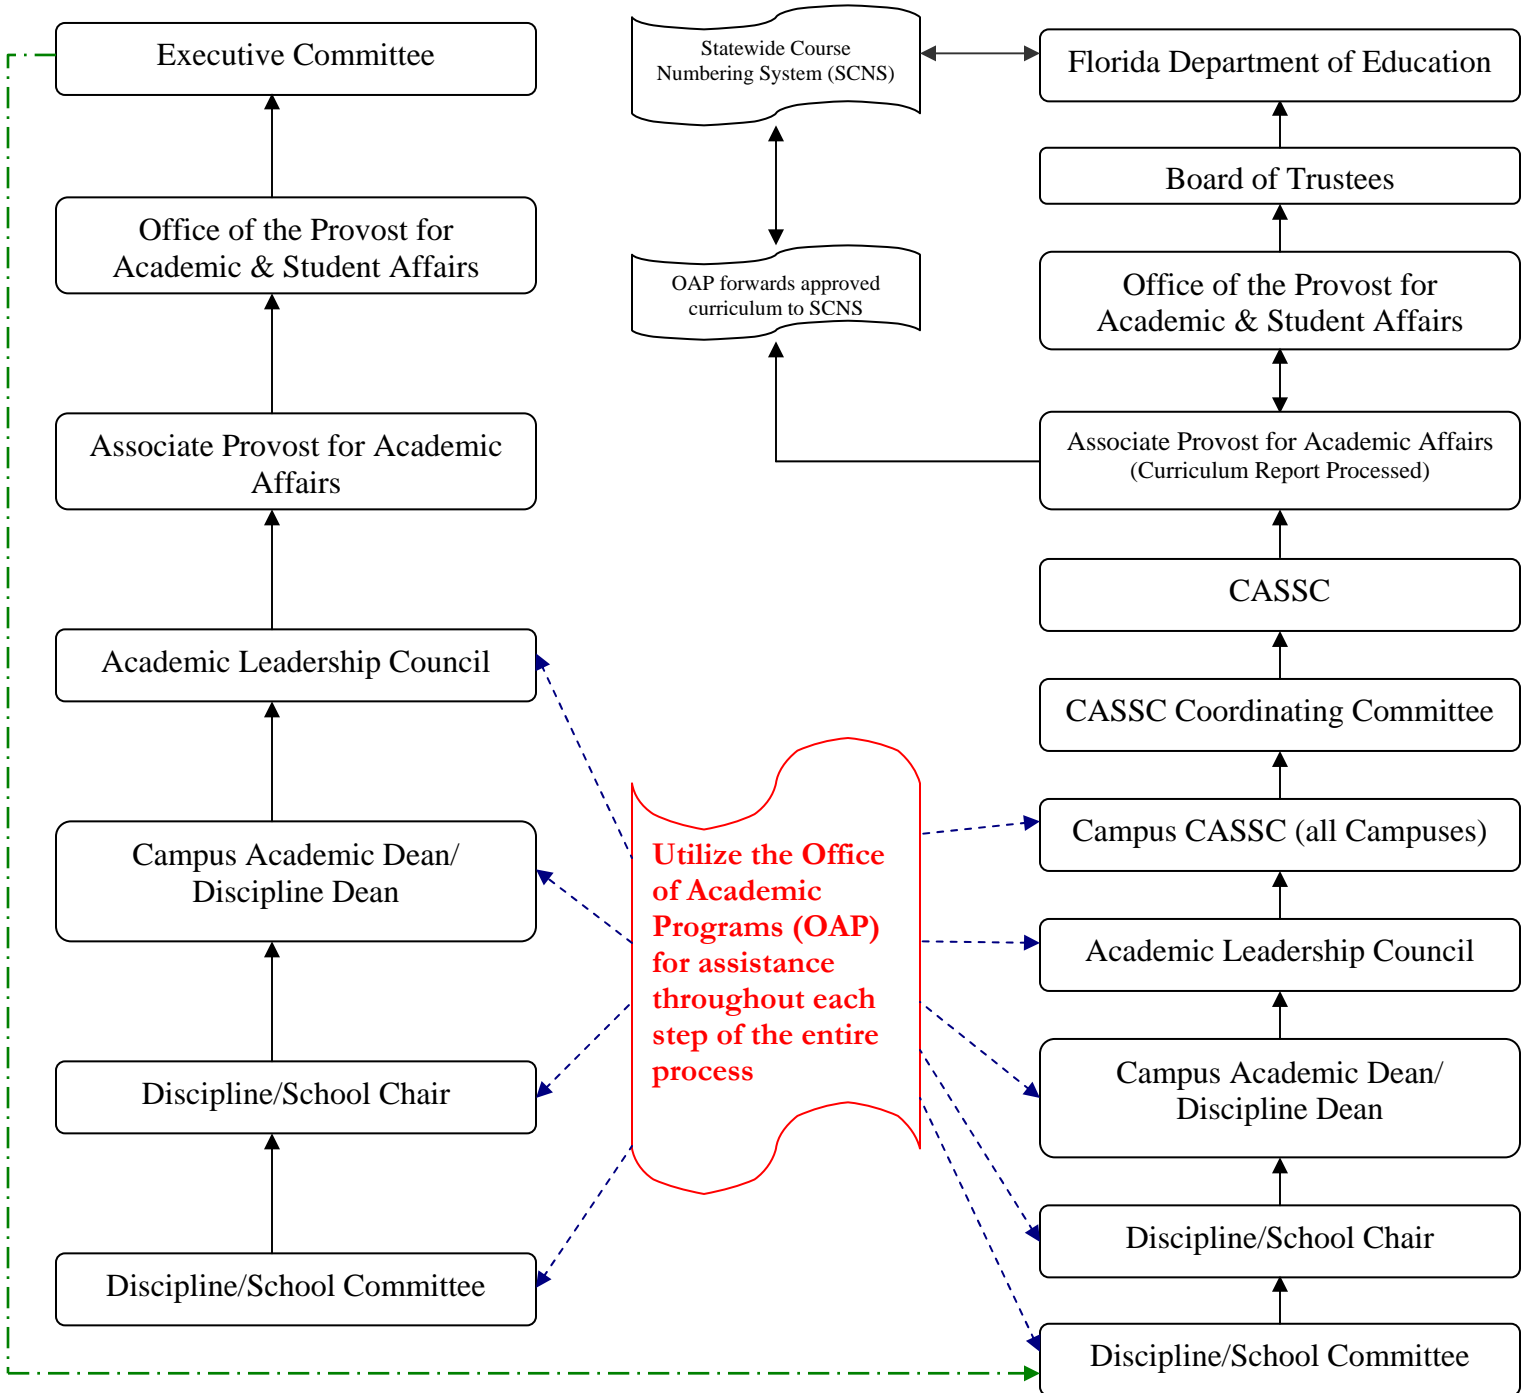 Executive Committee
Office of the Provost for
Academic & Student Affairs
Associate Provost for Academic
Affairs
Academic Leadership Council
Campus Academic Dean/
Discipline Dean
Discipline/School Chair
Discipline/School Committee
Statewide Course
Numbering System (SCNS)
OAP forwards approved
curriculum to SCNS
Utilize the Office
of Academic
Programs (OAP)
for assistance
throughout each
step of the entire
process
Florida Department of Education
Board of Trustees
Office of the Provost for
Academic & Student Affairs
Associate Provost for Academic Affairs
(Curriculum Report Processed)
CASSC
CASSC Coordinating Committee
Campus CASSC (all Campuses)
Academic Leadership Council
Campus Academic Dean/
Discipline Dean
Discipline/School Chair
Discipline/School Committee